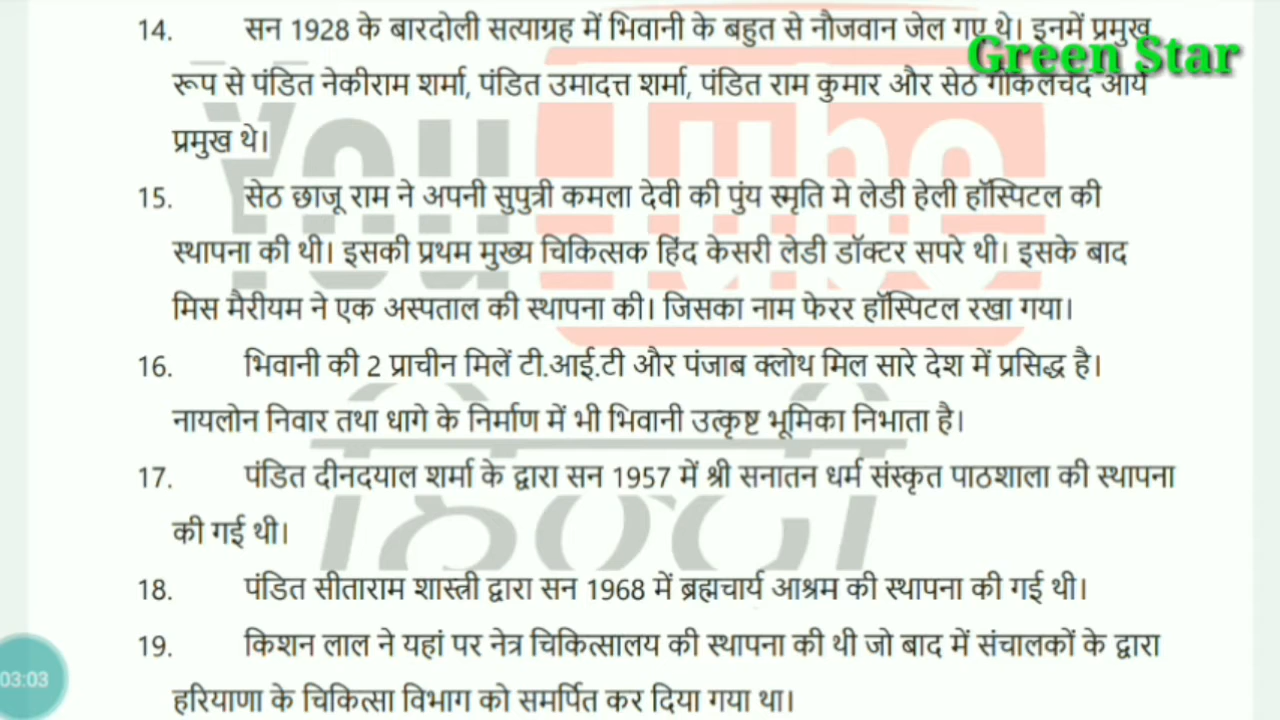 14. सन 1928 के बारदोली सत्याग्रह में भिवानी के बहुत से नौजवान जेल गए थे। इनमें प्रमुख
Green Star
रूप से पंडित नेकीराम शर्मा, पंडित उमादत्त शर्मा, पंडित राम कुमार और सेठ गोकलचंद आर्य
प्रमुख थे।
15. सेठ छाजू राम ने अपनी सुपुत्री कमला देवी की पुंय स्मृति मे लेडी हेली हॉस्पिटल की
स्थापना की थी। इसकी प्रथम मुख्य चिकित्सक हिंद केसरी लेडी डॉक्टर सपरे थी। इसके बाद
मिस मैरीयम ने एक अस्पताल की स्थापना की। जिसका नाम फेरर हॉस्पिटल रखा गया।
16. भिवानी की 2 प्राचीन मिलें टी.आई.टी और पंजाब क्लोथ मिल सारे देश में प्रसिद्ध है।
नायलोन निवार तथा धागे के निर्माण में भी भिवानी उत्कृष्ट भूमिका निभाता है।
17. पंडित दीनदयाल शर्मा के द्वारा सन 1957 में श्री सनातन धर्म संस्कृत पाठशाला की स्थापना
की गई थी।
18. पंडित सीताराम शास्त्री द्वारा सन 1968 में ब्रह्मचार्य आश्रम की स्थापना की गई थी।
19. किशन लाल ने यहां पर नेत्र चिकित्सालय की स्थापना की थी जो बाद में संचालकों के द्वारा
हरियाणा के चिकित्सा विभाग को समर्पित कर दिया गया था।
YouTube
हिन्दी
03:03